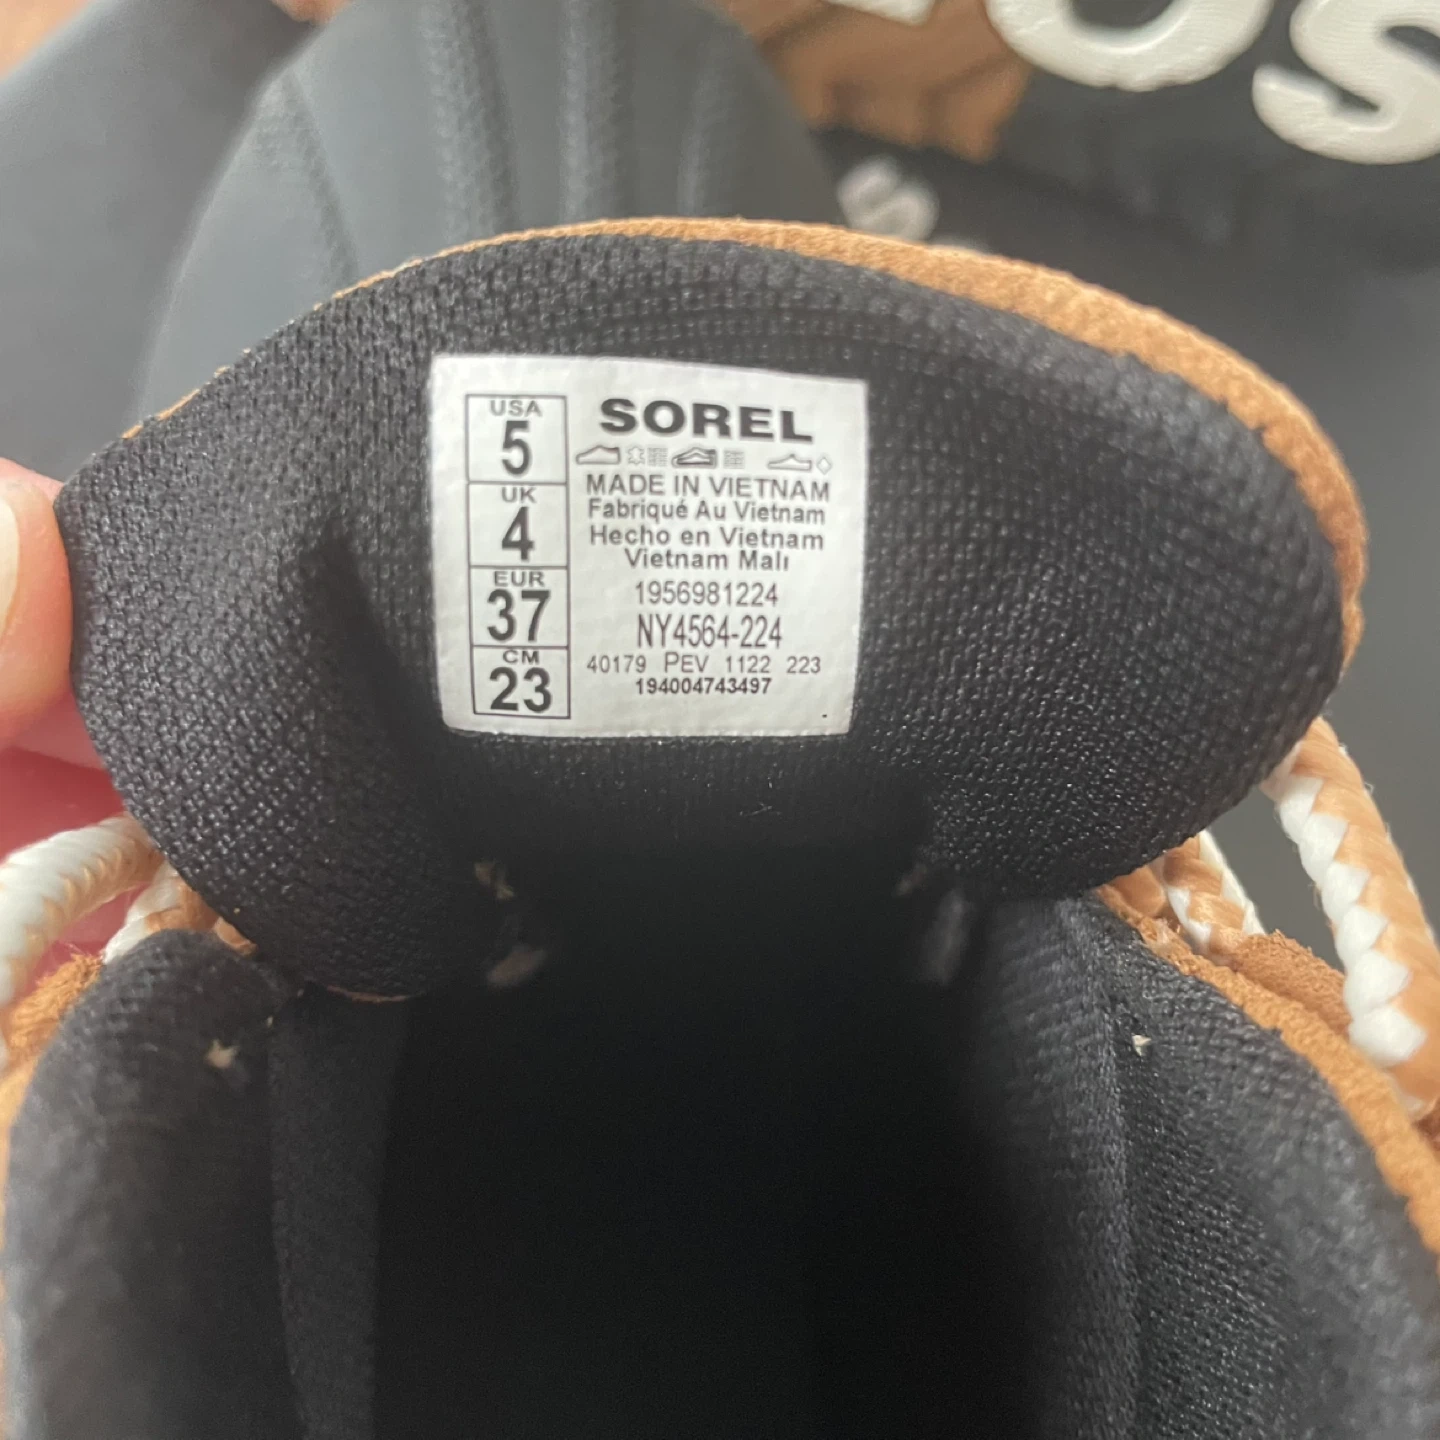 OS
USA
5
UK
4
EUR
37
CM
23
SOREL
MADE IN VIETNAM
Fabriqué Au Vietnam
Hecho en Vietnam
Vietnam Malı
1956981224
NY4564-224
40179 PEV 1122 223
194004743497